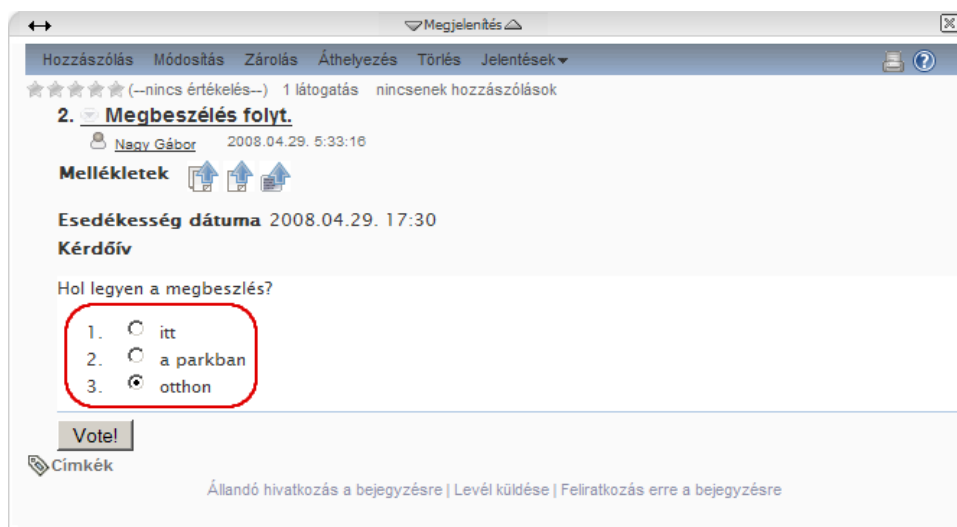 Megjelenítés
Hozzászólás Módosítás Zárolás Áthelyezés Törlés Jelentések
(--nincs értékelés--) 1 látogatás nincsenek hozzászólások
2. Megbeszélés folyt.
Nagy Gábor 2008.04.29. 5:33:16
Mellékletek
Esedékesség dátuma 2008.04.29. 17:30
Kérdőív
Hol legyen a megbeszlés?
1. itt
2. a parkban
3. otthon
Vote!
Címkék
Állandó hivatkozás a bejegyzésre | Levél küldése | Feliratkozás erre a bejegyzésre